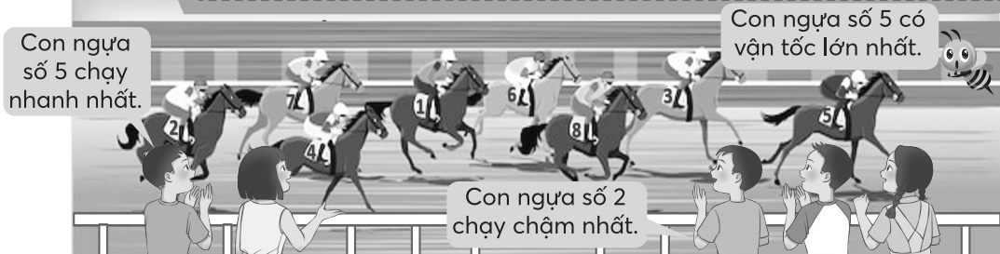 Con ngựa
số 5 chạy
nhanh nhất.
Con ngựa số 5 có
vận tốc lớn nhất.
2
7
4
1
6
8
3
5
Con ngựa số 2
chạy chậm nhất.